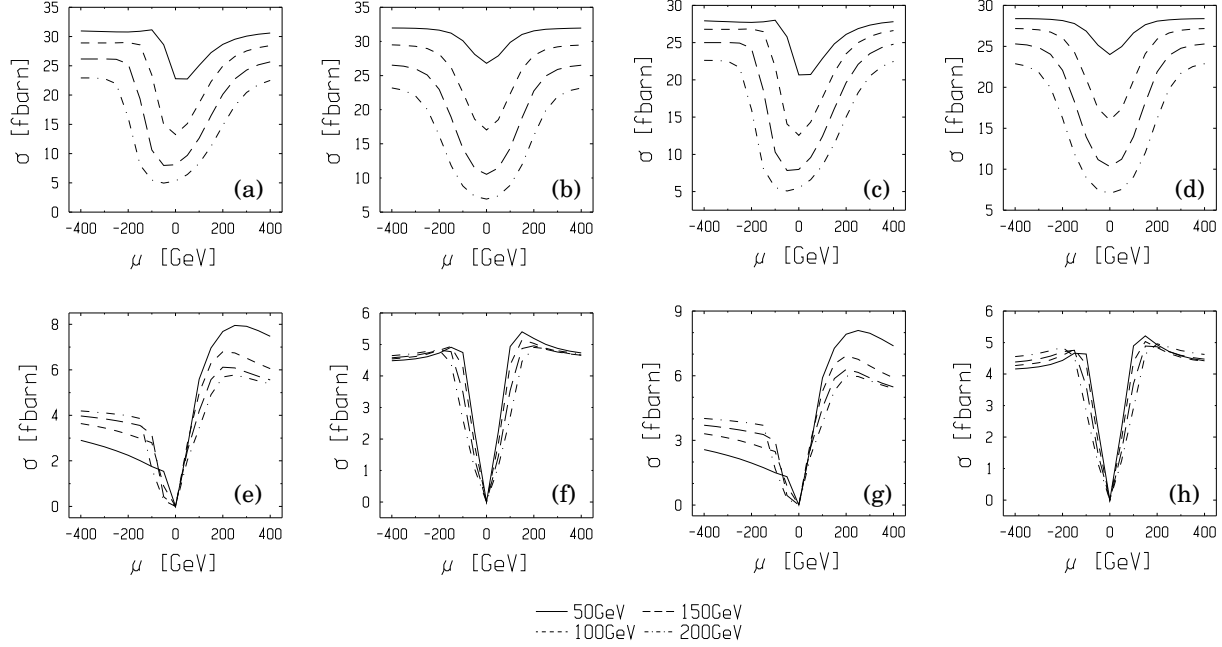 σ [fbarn]
35
30
25
20
15
10
5
0
(a)
-400 -200 0 200 400
μ [GeV]
σ [fbarn]
35
30
25
20
15
10
5
(b)
-400 -200 0 200 400
μ [GeV]
σ [fbarn]
30
25
20
15
10
5
(c)
-400 -200 0 200 400
μ [GeV]
σ [fbarn]
30
25
20
15
10
5
(d)
-400 -200 0 200 400
μ [GeV]
σ [fbarn]
8
6
4
2
0
(e)
-400 -200 0 200 400
μ [GeV]
σ [fbarn]
6
5
4
3
2
1
0
(f)
-400 -200 0 200 400
μ [GeV]
σ [fbarn]
9
6
3
0
(g)
-400 -200 0 200 400
μ [GeV]
σ [fbarn]
6
5
4
3
2
1
0
(h)
-400 -200 0 200 400
μ [GeV]
50GeV 150GeV
100GeV 200GeV